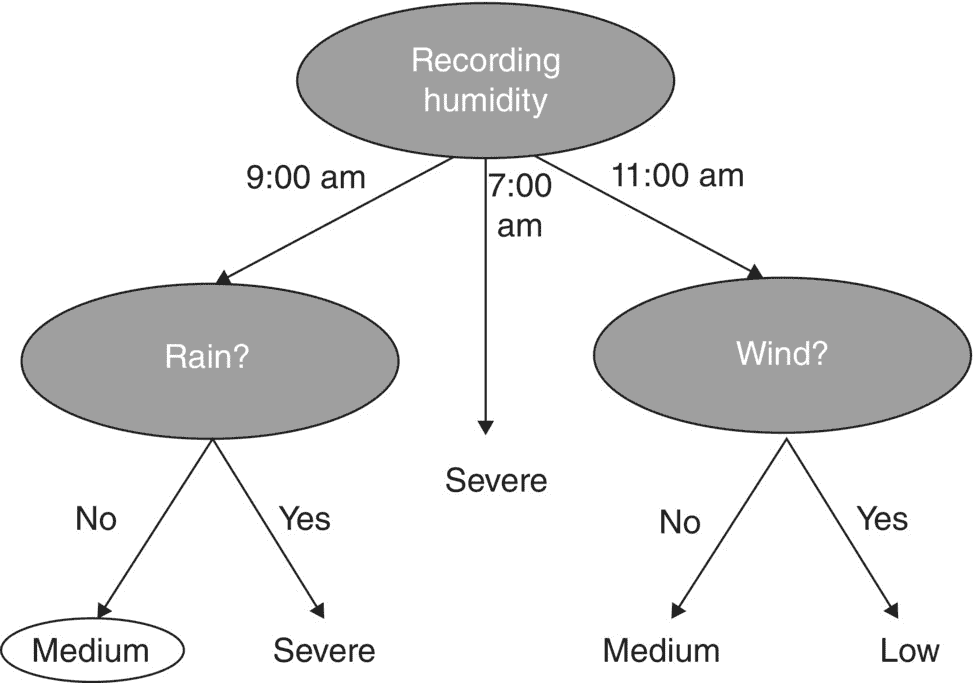 Recording
humidity
9:00 am
7:00
am
11:00 am
Rain?
Wind?
Severe
No
Yes
No
Yes
Medium
Severe
Medium
Low